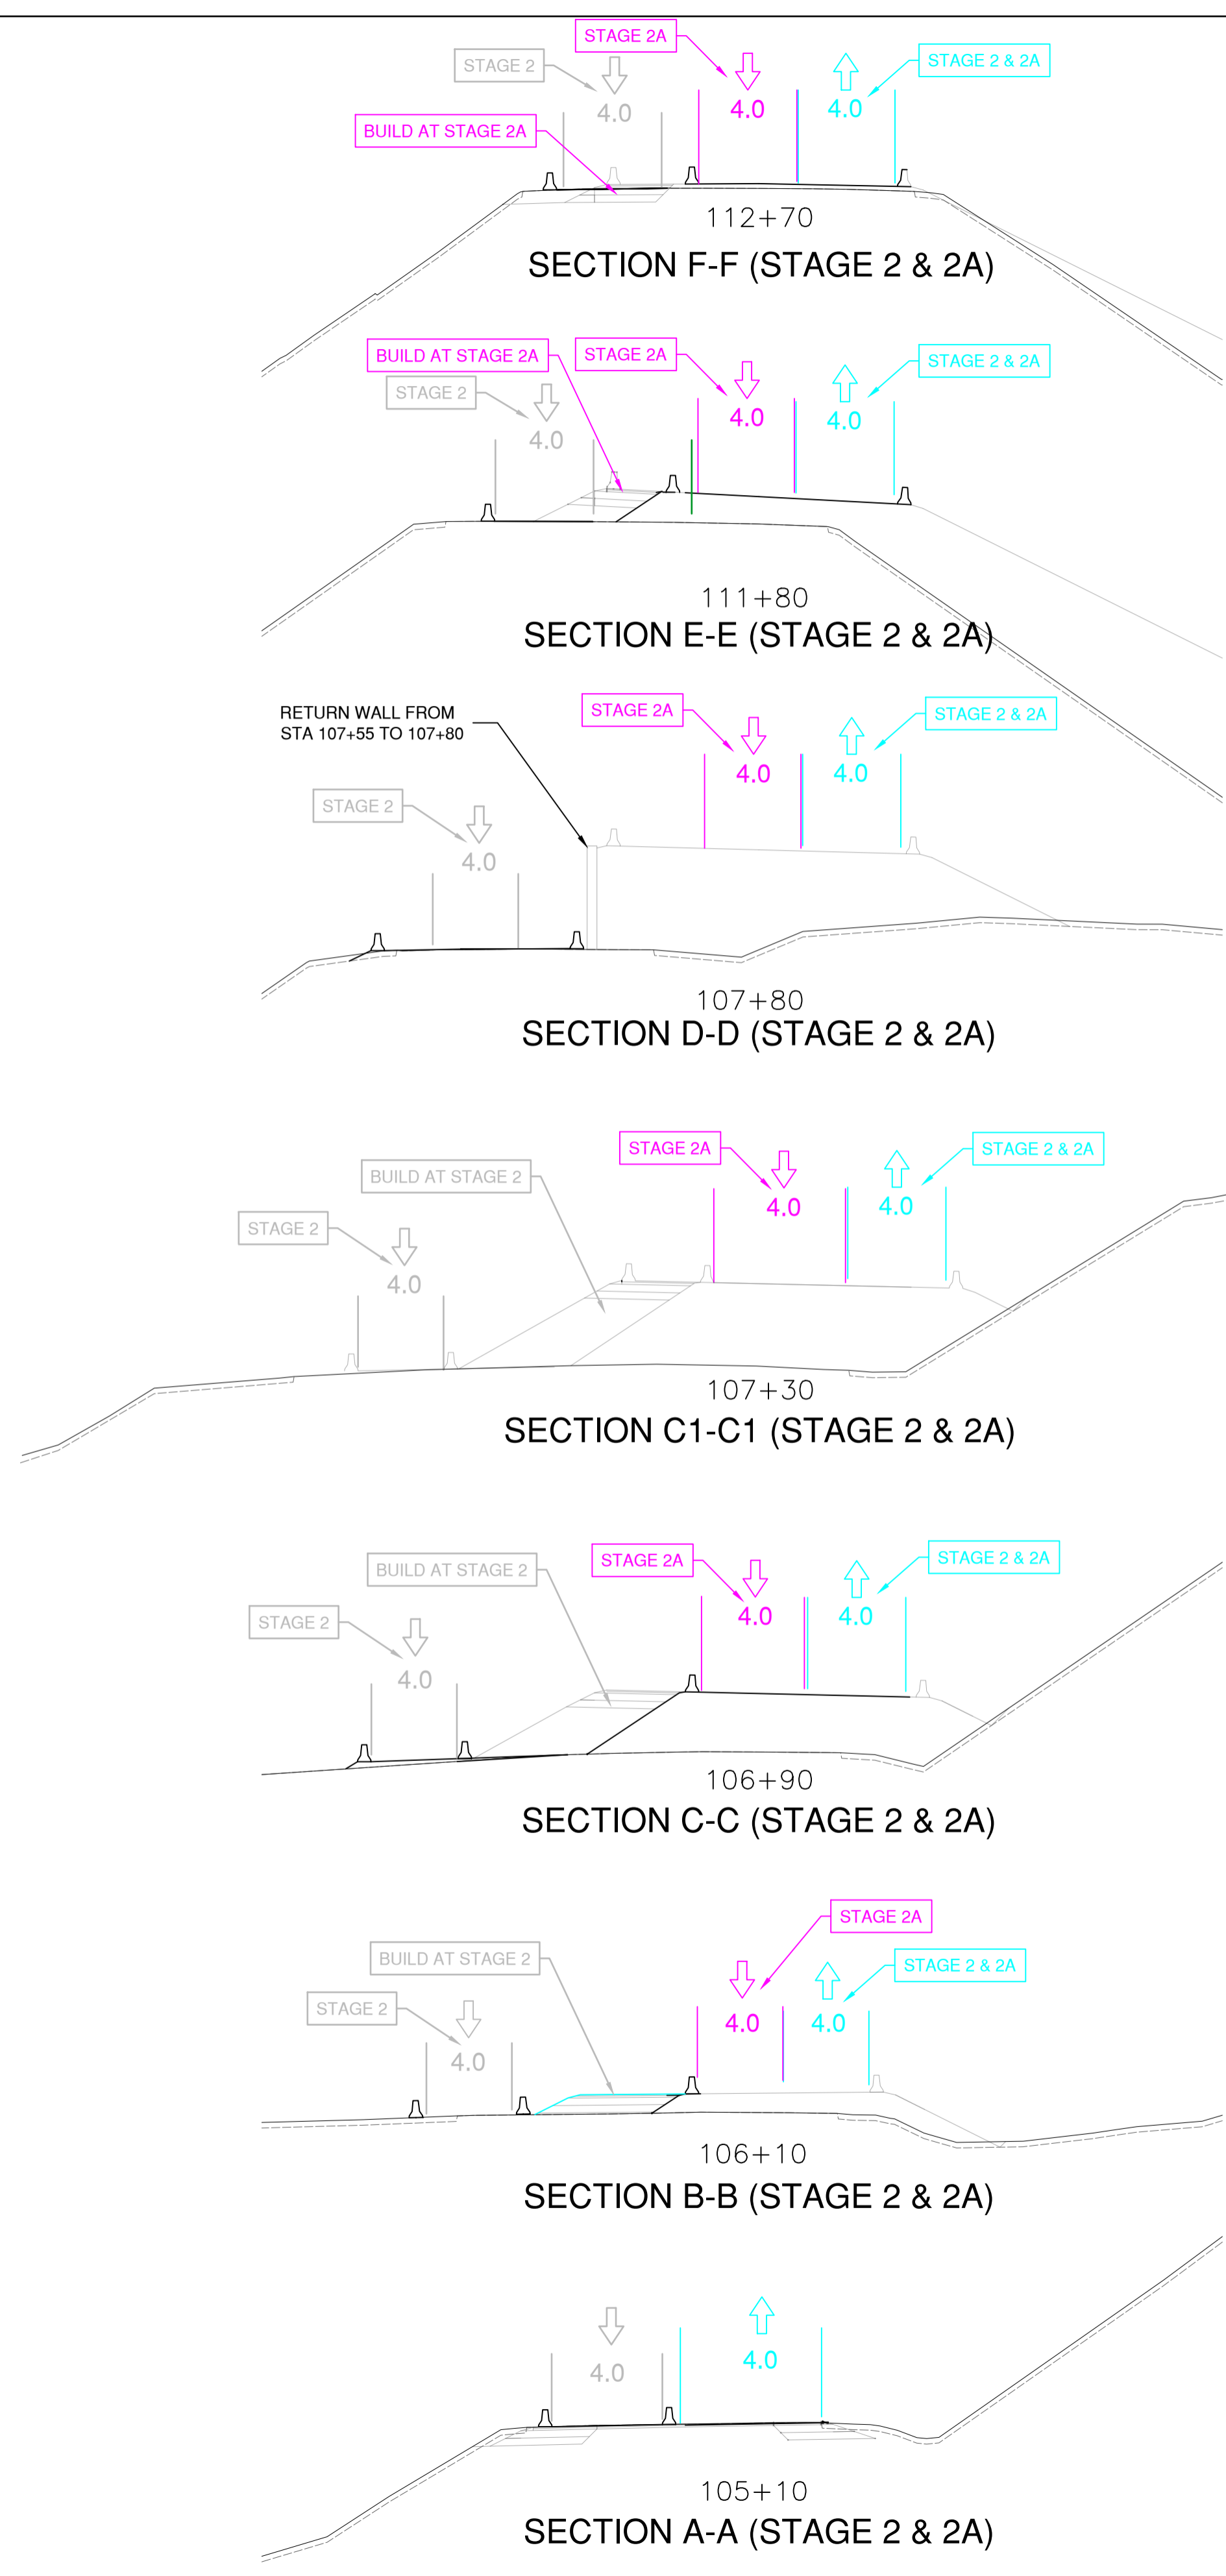 STAGE 2A
STAGE 2 & 2A
STAGE 2
4.0
4.0
4.0
BUILD AT STAGE 2A
112+70
SECTION F-F (STAGE 2 & 2A)
BUILD AT STAGE 2A
STAGE 2A
STAGE 2 & 2A
STAGE 2
4.0
4.0
4.0
111+80
SECTION E-E (STAGE 2 & 2A)
RETURN WALL FROM
STA 107+55 TO 107+80
STAGE 2A
STAGE 2 & 2A
4.0
4.0
STAGE 2
4.0
107+80
SECTION D-D (STAGE 2 & 2A)
STAGE 2A
STAGE 2 & 2A
BUILD AT STAGE 2
4.0
4.0
STAGE 2
4.0
107+30
SECTION C1-C1 (STAGE 2 & 2A)
STAGE 2A
STAGE 2 & 2A
BUILD AT STAGE 2
4.0
4.0
STAGE 2
4.0
106+90
SECTION C-C (STAGE 2 & 2A)
STAGE 2A
BUILD AT STAGE 2
STAGE 2 & 2A
STAGE 2
4.0
4.0
4.0
106+10
SECTION B-B (STAGE 2 & 2A)
4.0
4.0
105+10
SECTION A-A (STAGE 2 & 2A)